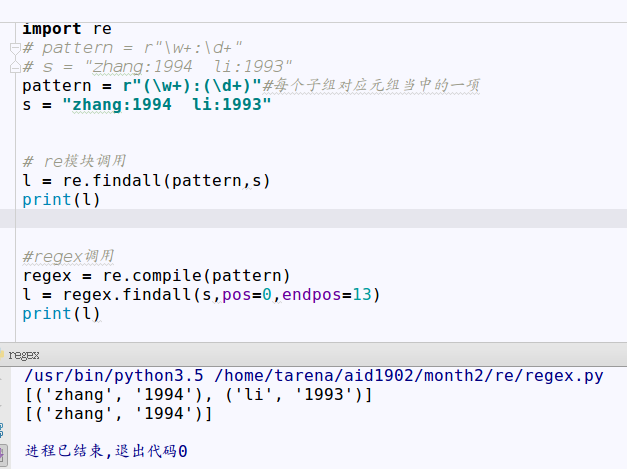 import re
# pattern = r"\w+:\d+"
# s = "zhang:1994  li:1993"
pattern = r"(\w+):(\d+)"#每个子组对应元组当中的一项
s = "zhang:1994  li:1993"
# re模块调用
l = re.findall(pattern,s)
print(l)
#regex调用
regex = re.compile(pattern)
l = regex.findall(s,pos=0,endpos=13)
print(l)
regex
/usr/bin/python3.5 /home/tarena/aid1902/month2/re/regex.py
[('zhang', '1994'), ('li', '1993')]
[('zhang', '1994')]
进程已结束,退出代码0